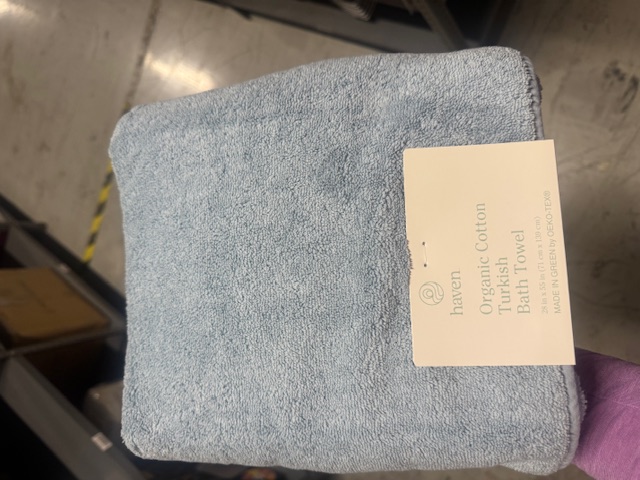 haven
Organic Cotton
Turkish
Bath Towel
MADE IN GREEN by OEKO-TEX®